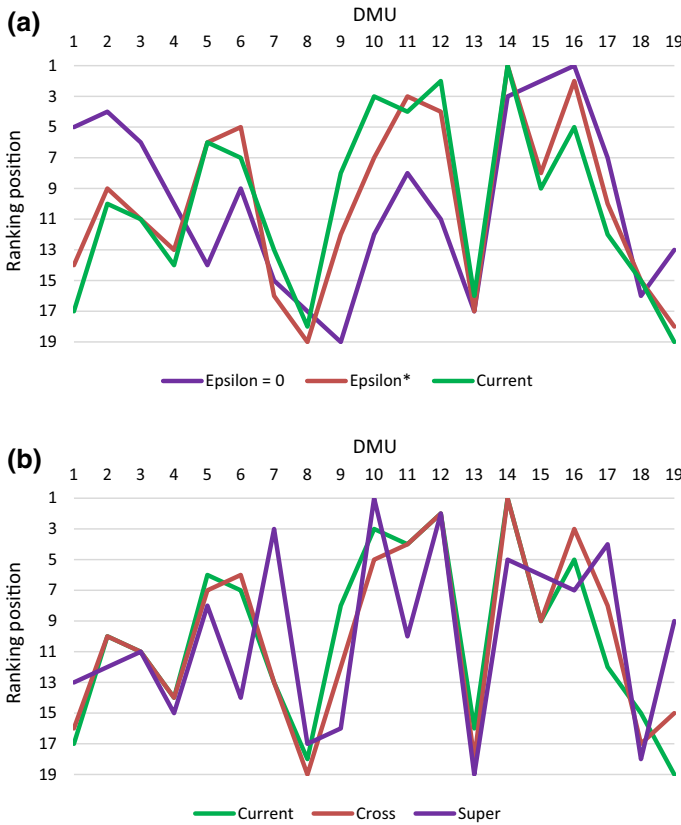 (a)
DMU
1 2 3 4 5 6 7 8 9 10 11 12 13 14 15 16 17 18 19
Ranking position
1
3
5
7
9
11
13
15
17
19
Epsilon = 0 Epsilon* Current
(b)
DMU
1 2 3 4 5 6 7 8 9 10 11 12 13 14 15 16 17 18 19
Ranking position
1
3
5
7
9
11
13
15
17
19
Current Cross Super